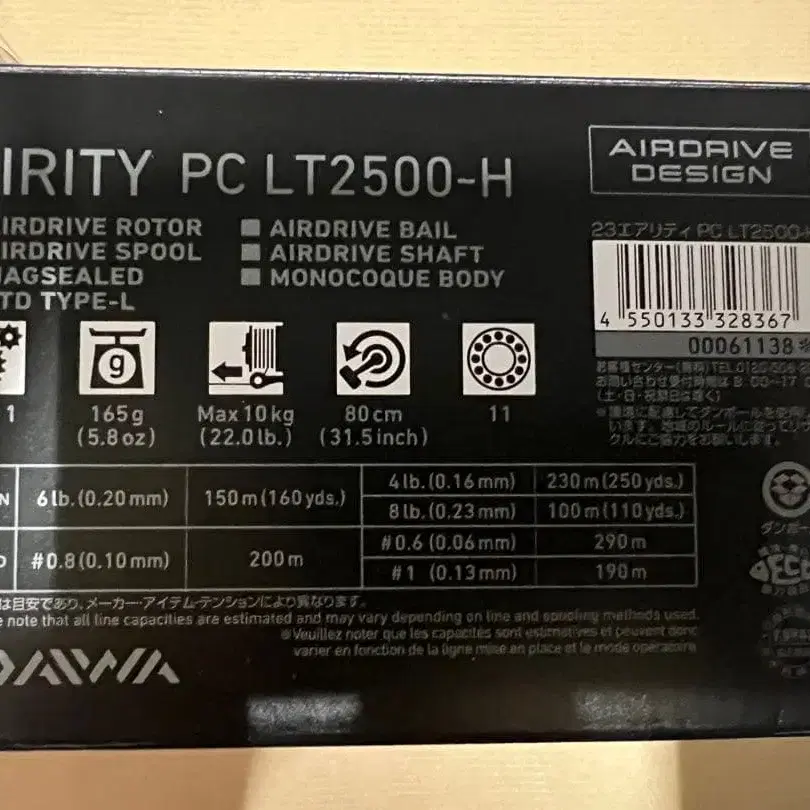 IRITY PC LT2500-H
AIRDRIVE
DESIGN
IRDRIVE ROTOR
AIRDRIVE BAIL
IRDRIVE SPOOL
AIRDRIVE SHAFT
AGSEALED
MONOCOQUE BODY
TD TYPE-L
23エアリティ PC LT2500-H
4 550133 328367
00061138*
g
1
165g
(5.8oz)
Max10kg
(22.0lb.)
80cm
(31.5inch)
11
N
6lb.(0.20mm)
150m(160yds.)
4lb.(0.16mm)
230m(250yds.)
8lb.(0.23mm)
100m(110yds.)
#0.8(0.10mm)
200m
#0.6(0.06mm)
290m
#1 (0.13mm)
190m
は目安であり、メーカー・アイテム・テンションにより異なります。
e note that all line capacities are estimated and may vary depending on line and spooling methods used.
※Veuillez noter que les capacités sont estimatives et peuvent donc
varier en fonction de la ligne mise en place et le mode opératoire
DAIWA